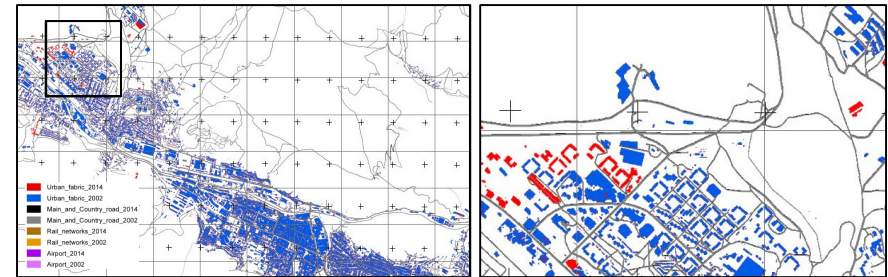 Urban_fabric_2014
Urban_fabric_2002
Main_and_Country_road_2014
Main_and_Country_road_2002
Rail_networks_2014
Rail_networks_2002
Airport_2014
Airport_2002